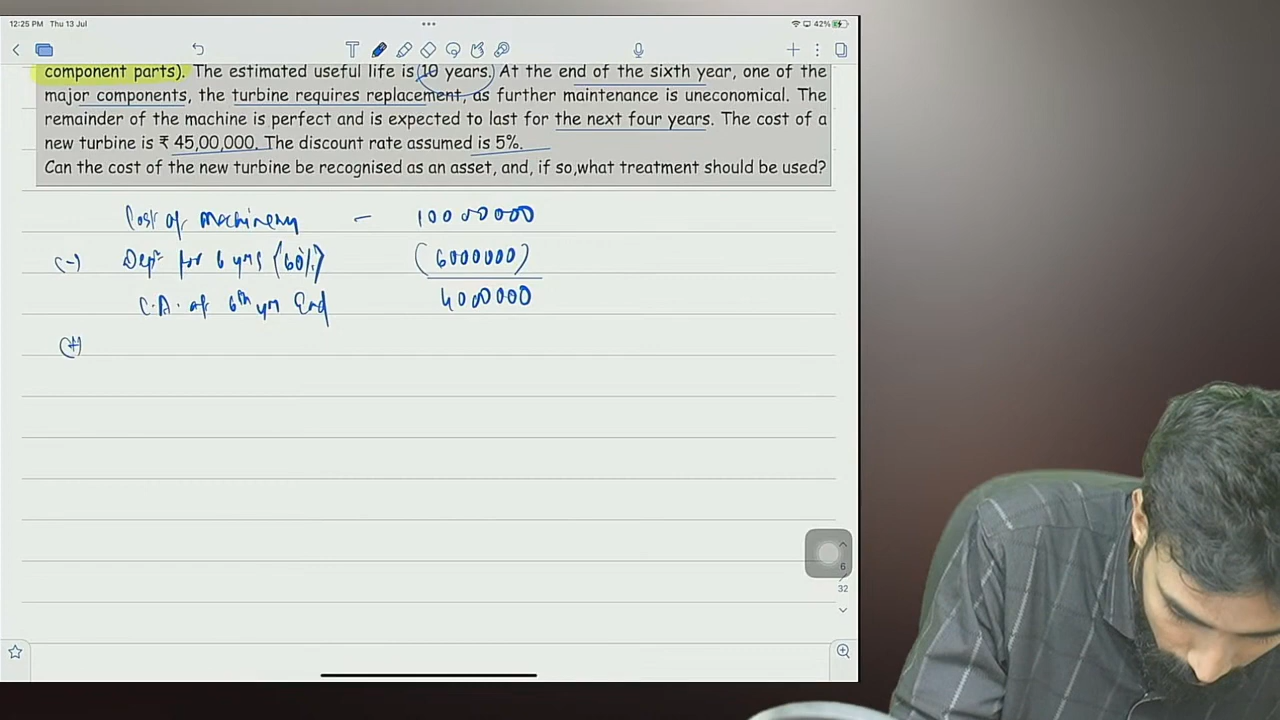 12:25 PM Thu 13 Jul
42%
component parts). The estimated useful life is 10 years. At the end of the sixth year, one of the
major components, the turbine requires replacement, as further maintenance is uneconomical. The
remainder of the machine is perfect and is expected to last for the next four years. The cost of a
new turbine is ₹ 45,00,000. The discount rate assumed is 5%.
Can the cost of the new turbine be recognised as an asset, and, if so,what treatment should be used?
Cost of machinery - 10000000
(-) Depn for 6 yrs (60%) (6000000)
C.A. of 6th yr End 4000000
(+)
6
32